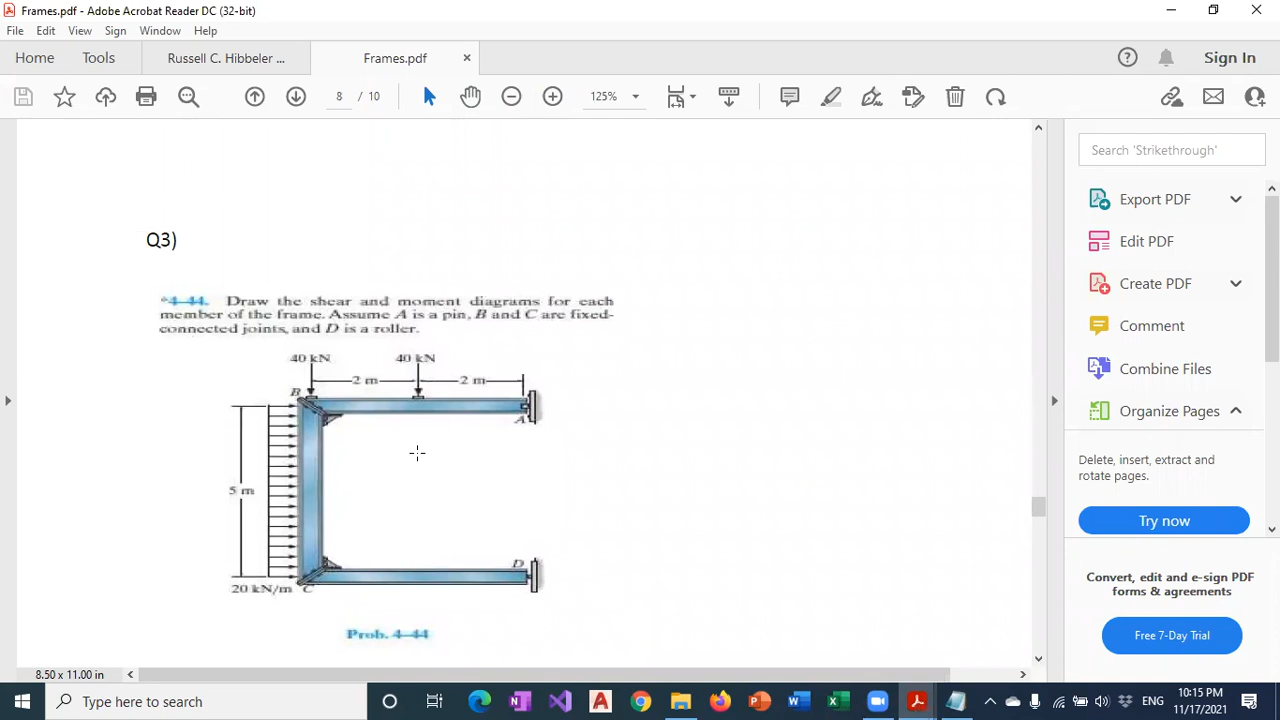 Frames.pdf - Adobe Acrobat Reader DC (32-bit)
File Edit View Sign Window Help
Home Tools Russell C. Hibbeler ... Frames.pdf Sign In
8 / 10 125%
Search 'Strikethrough'
Export PDF
Edit PDF
Create PDF
Comment
Combine Files
Organize Pages
Delete, insert, extract and
rotate pages.
Try now
Convert, edit and e-sign PDF
forms & agreements
Free 7-Day Trial
Q3)
*4–44. Draw the shear and moment diagrams for each
member of the frame. Assume A is a pin, B and C are fixed-
connected joints, and D is a roller.
40 kN 40 kN
2 m 2 m
B
A
5 m
D
20 kN/m C
Prob. 4–44
8.50 x 11.00 in
Type here to search
ENG
10:15 PM
11/17/2021